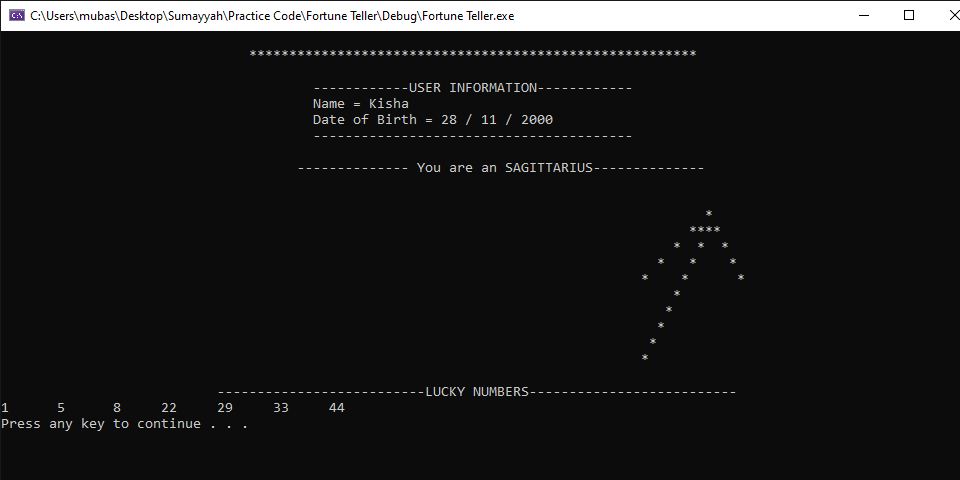 C:\Users\mubas\Desktop\Sumayyah\Practice Code\Fortune Teller\Debug\Fortune Teller.exe
********************************************************
------------USER INFORMATION------------
Name = Kisha
Date of Birth = 28 / 11 / 2000
----------------------------------------
-------------- You are an SAGITTARIUS--------------
*
****
* * *
* * *
* * *
*
*
*
*
*
--------------------------LUCKY NUMBERS--------------------------
1 5 8 22 29 33 44
Press any key to continue . . .